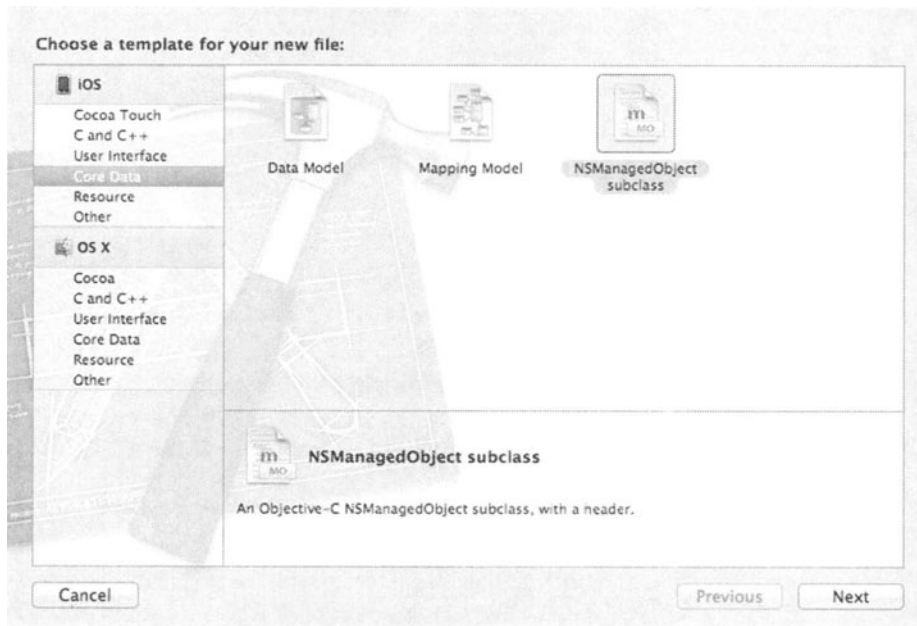 Choose a template for your new file:
iOS
Cocoa Touch
C and C++
User Interface
Core Data
Resource
Other
OS X
Cocoa
C and C++
User Interface
Core Data
Resource
Other
Data Model
Mapping Model
m
MO
NSManagedObject
subclass
m
MO
NSManagedObject subclass
An Objective-C NSManagedObject subclass, with a header.
Cancel
Previous
Next